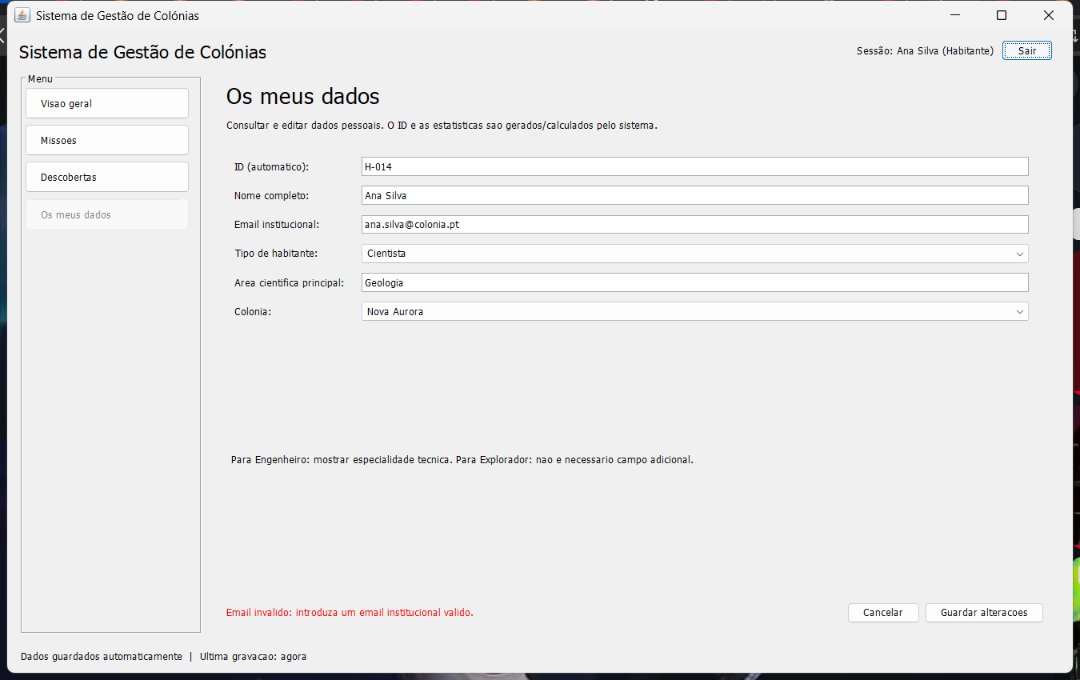 Sistema de Gestão de Colónias
Sistema de Gestão de Colónias
Sessão: Ana Silva (Habitante)
Sair
Menu
Visao geral
Missoes
Descobertas
Os meus dados
Os meus dados
Consultar e editar dados pessoais. O ID e as estatisticas sao gerados/calculados pelo sistema.
ID (automatico): H-014
Nome completo: Ana Silva
Email institucional: ana.silva@colonia.pt
Tipo de habitante: Cientista
Area cientifica principal: Geologia
Colonia: Nova Aurora
Para Engenheiro: mostrar especialidade tecnica. Para Explorador: nao e necessario campo adicional.
Email invalido: introduza um email institucional valido.
Cancelar
Guardar alteracoes
Dados guardados automaticamente | Ultima gravacao: agora